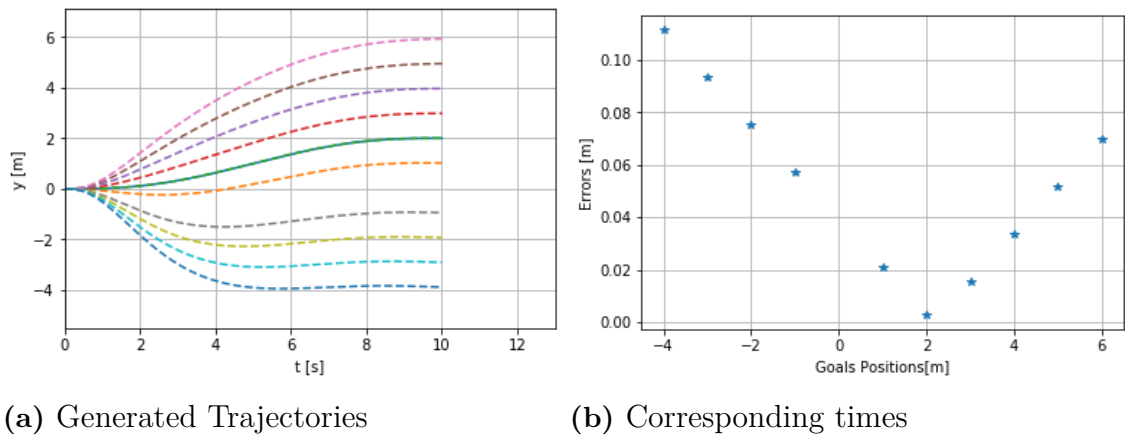 y [m]
6
4
2
0
−2
−4
0 2 4 6 8 10 12
t [s]
Errors [m]
0.10
0.08
0.06
0.04
0.02
0.00
−4 −2 0 2 4 6
Goals Positions[m]
(a) Generated Trajectories
(b) Corresponding times